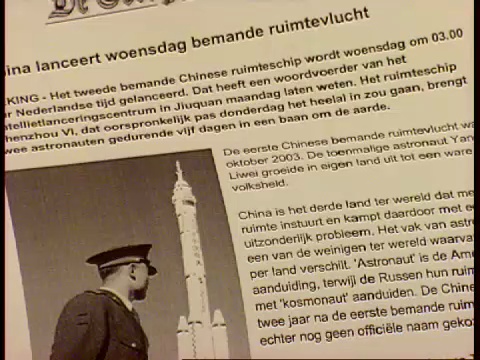 ina lanceert woensdag bemande ruimtevlucht
KING - Het tweede bemande Chinese ruimteschip wordt woensdag om 03.00
r Nederlandse tijd gelanceerd. Dat heeft een woordvoerder van het
tellietlanceringscentrum in Jiuquan maandag laten weten. Het ruimteschip
henzhou VI, dat oorspronkelijk pas donderdag het heelal in zou gaan, brengt
wee astronauten gedurende vijf dagen in een baan om de aarde.
De eerste Chinese bemande ruimtevlucht wa
oktober 2003. De toenmalige astronaut Yan
Liwei groeide in eigen land uit tot een ware
volksheld.
China is het derde land ter wereld dat me
ruimte instuurt en kampt daardoor met e
uitzonderlijk probleem. Het vak van astr
een van de weinigen ter wereld waarva
per land verschilt. 'Astronaut' is de Ame
aanduiding, terwijl de Russen hun ruim
met 'kosmonaut' aanduiden. De Chine
twee jaar na de eerste bemande ruim
echter nog geen officiële naam geko